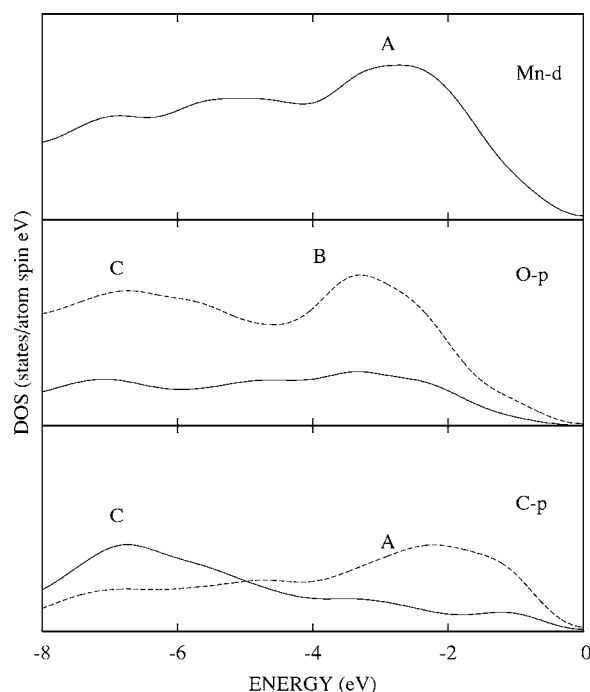 A
Mn-d
C
B
O-p
DOS (states/atom spin eV)
C
A
C-p
-8
-6
-4
-2
0
ENERGY (eV)